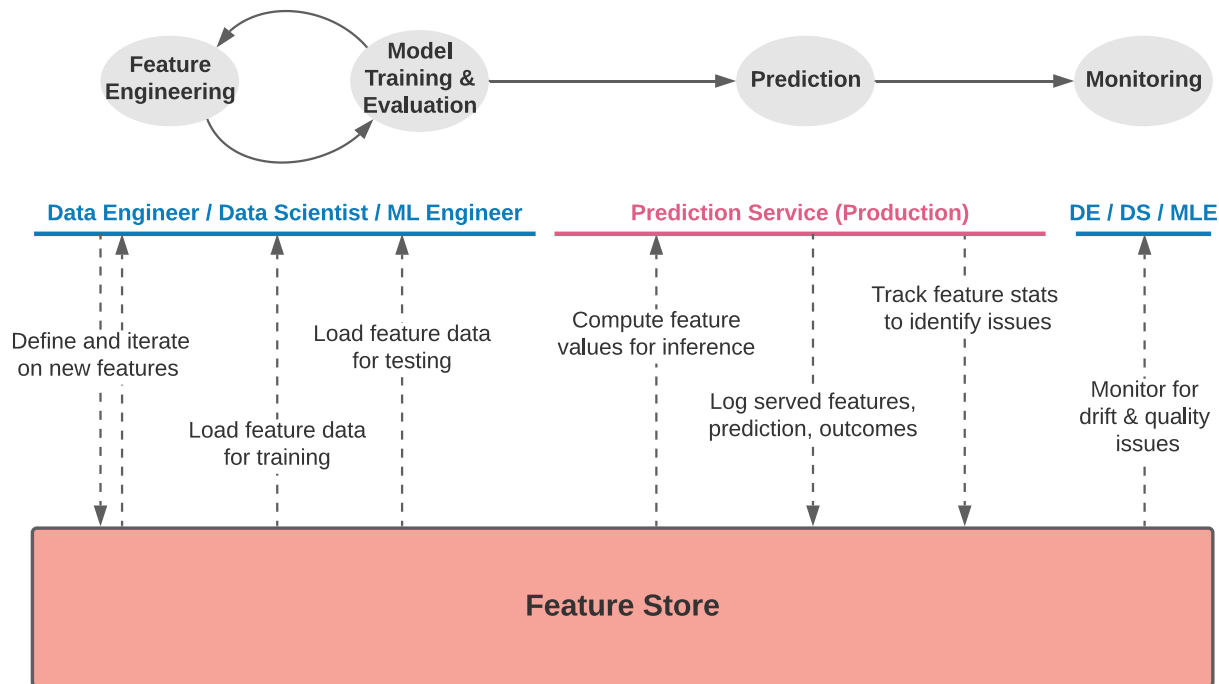 Feature
Engineering
Model
Training &
Evaluation
Prediction
Monitoring
Data Engineer / Data Scientist / ML Engineer
Prediction Service (Production)
DE / DS / MLE
Define and iterate
on new features
Load feature data
for training
Load feature data
for testing
Compute feature
values for inference
Log served features,
prediction, outcomes
Track feature stats
to identify issues
Monitor for
drift & quality
issues
Feature Store